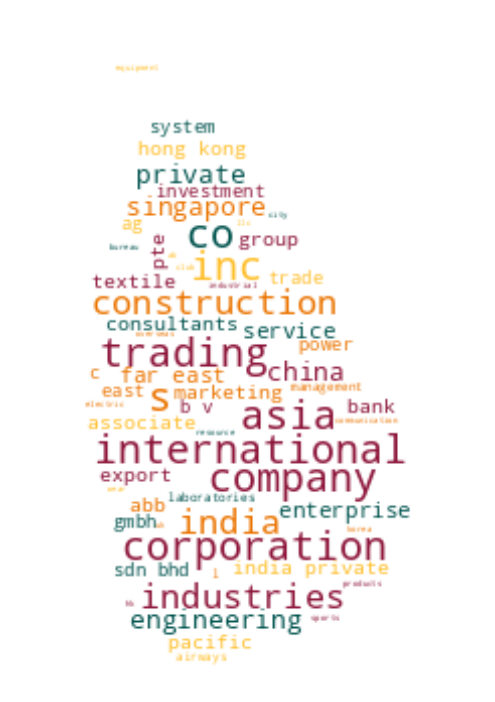 equipment
system
hong kong
private
investment
singapore
city
ag
co
group
pte
bureau
inc
textile
industrial
trade
construction
consultants
service
overseas
trading
power
c
far east
china
management
east
s
marketing
electric
b v
asia
bank
associate
communication
resource
international
export
company
laboratories
abb
enterprise
gmbh
india
korea
corporation
sdn bhd
l
india private
products
industries
engineering
sports
pacific
airways